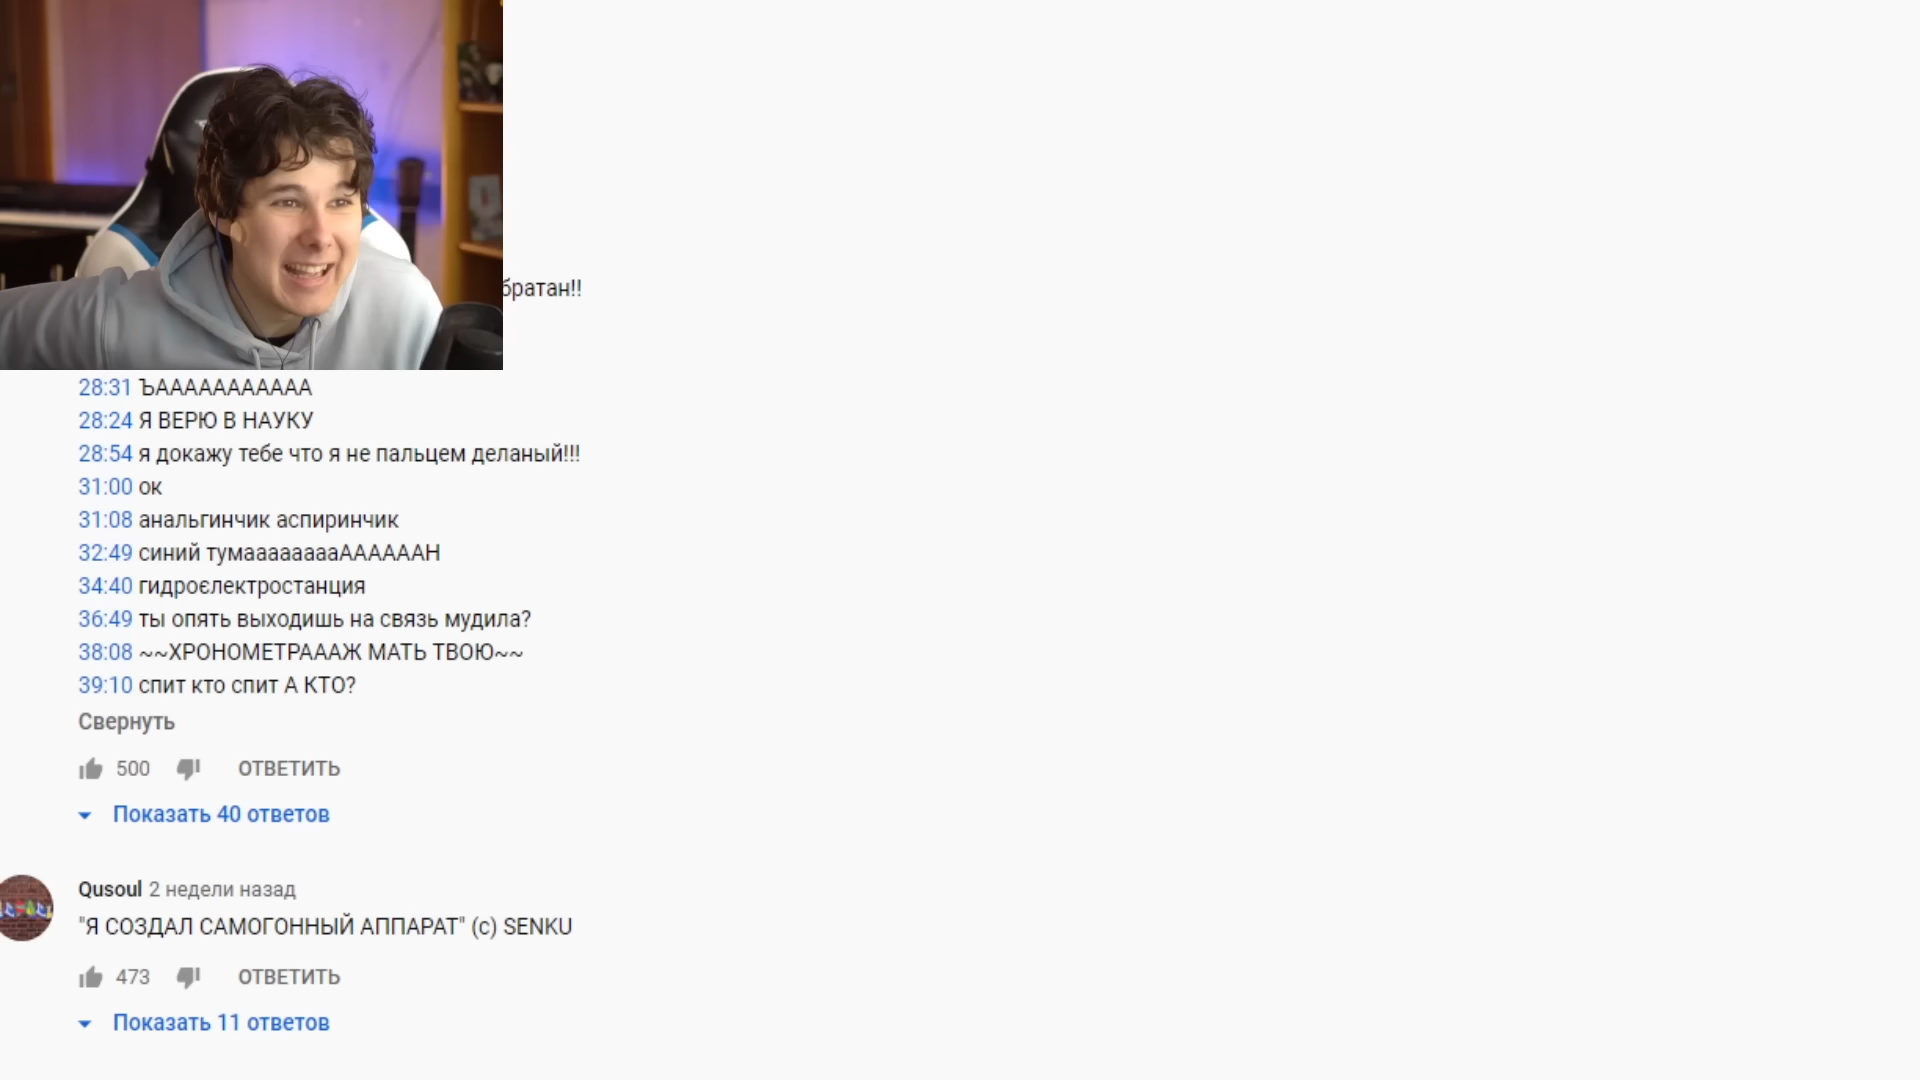 братан!!
28:31 ЪААААААААААА
28:24 Я ВЕРЮ В НАУКУ
28:54 я докажу тебе что я не пальцем деланый!!!
31:00 ок
31:08 анальгинчик аспиринчик
32:49 синий тумааааааааАААААAН
34:40 гидроєлектростанция
36:49 ты опять выходишь на связь мудила?
38:08 ~~ХРОНОМЕТРАААЖ МАТЬ ТВОЮ~~
39:10 спит кто спит А КТО?
Свернуть
500 ОТВЕТИТЬ
Показать 40 ответов
Qusoul 2 недели назад
"Я СОЗДАЛ САМОГОННЫЙ АППАРАТ" (с) SENKU
473 ОТВЕТИТЬ
Показать 11 ответов